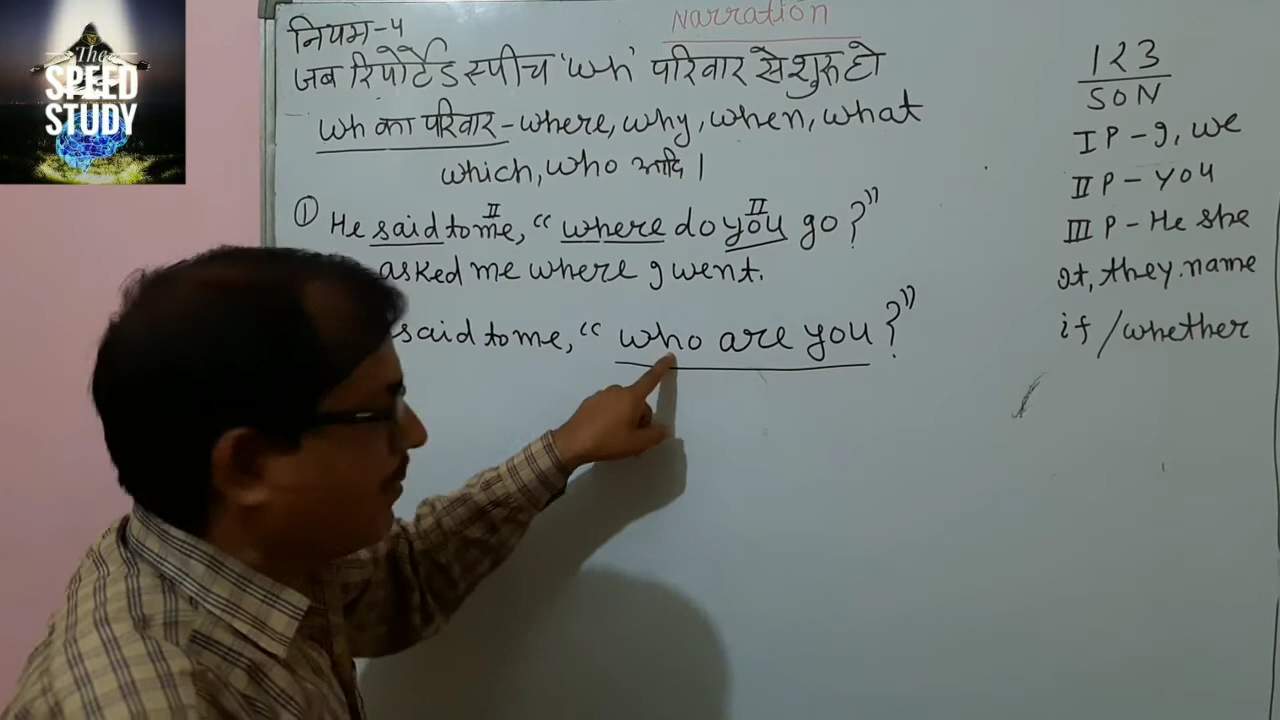 The
SPEED
STUDY
Narration
नियम-4
जब रिपोर्टेड स्पीच 'wh' परिवार से शुरू हो
wh का परिवार - where, why, when, what
which, who आदि।
① He said to me, “where do you go?”
II II
asked me where I went.
said to me, “who are you?”
123
SON
I P - I, we
II P - you
III P - He she
It, they. name
if / whether